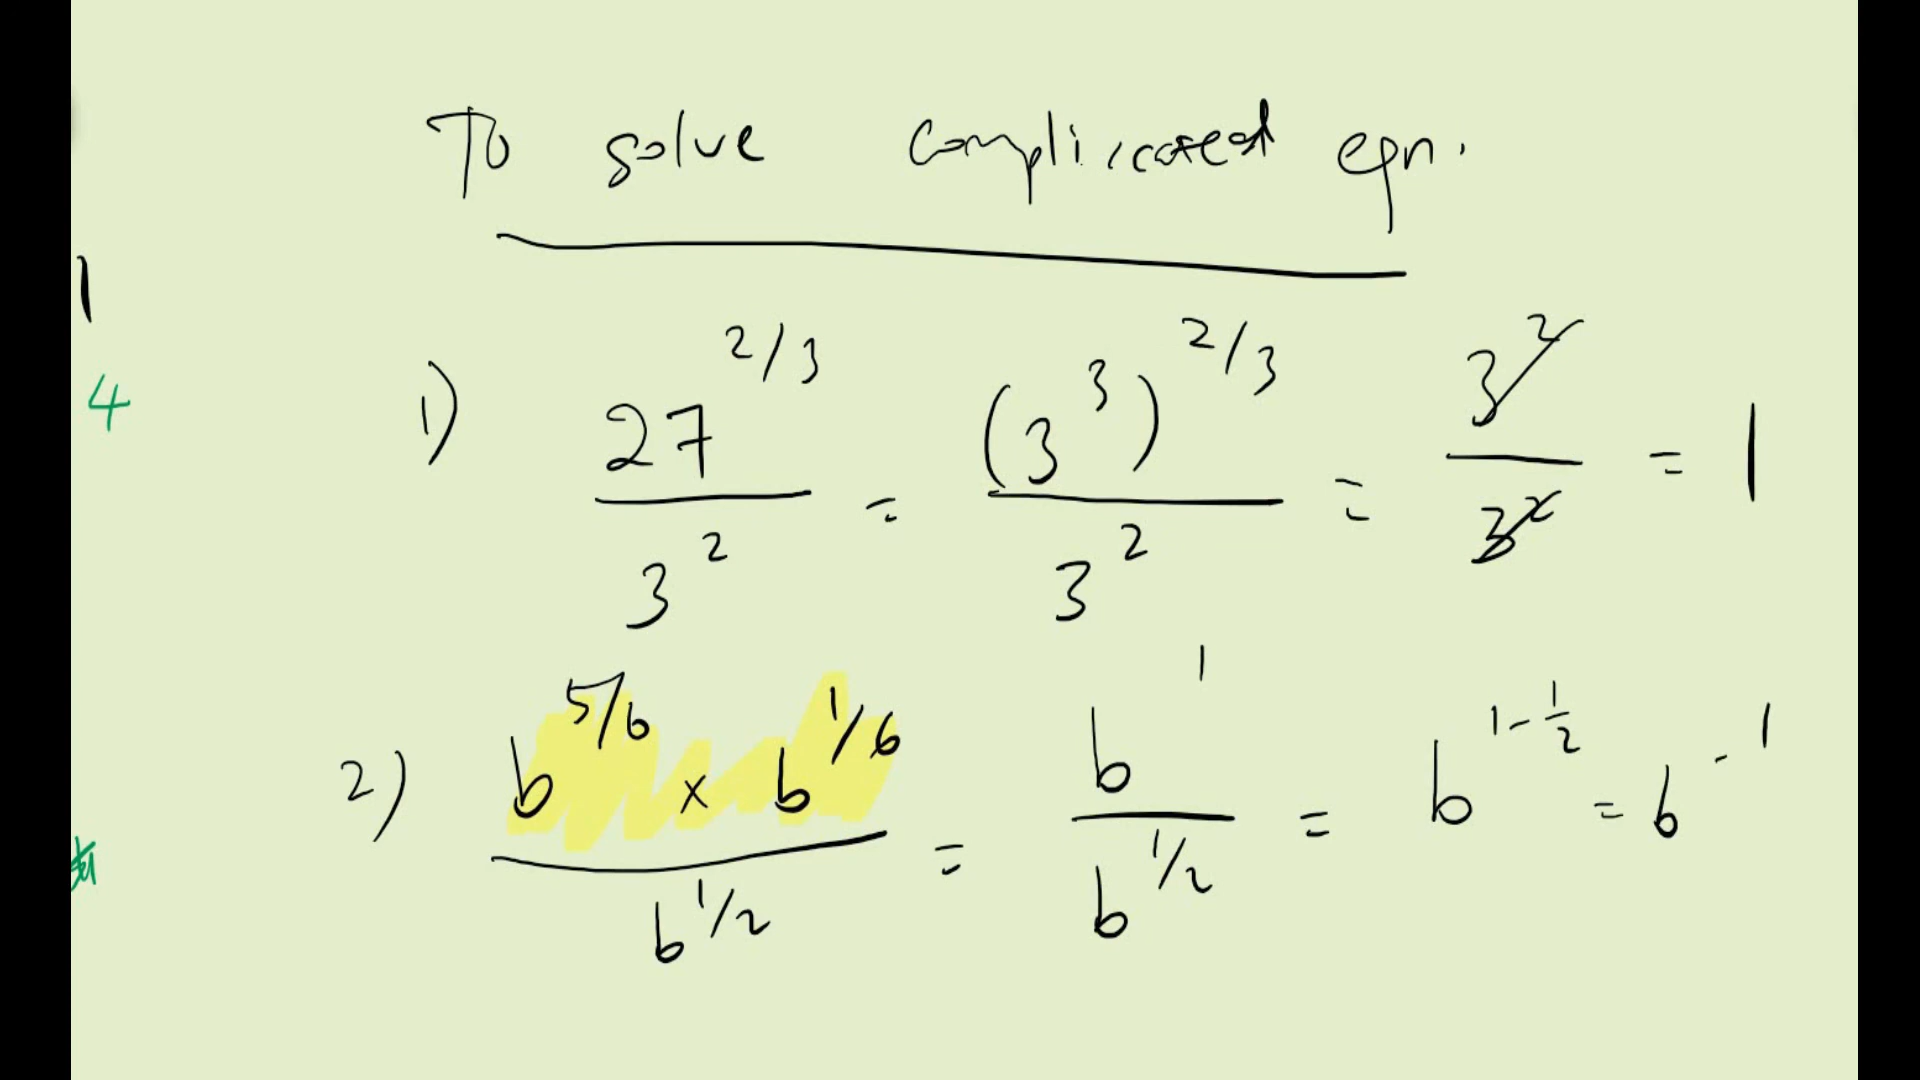 To solve complicated eqn.
1
4
1) 27^2/3 / 3^2 = (3^3)^2/3 / 3^2 = 3^2 / 3^2 = 1
2) b^5/6 x b^1/6 / b^1/2 = b^1 / b^1/2 = b^1-1/2 = b^-1